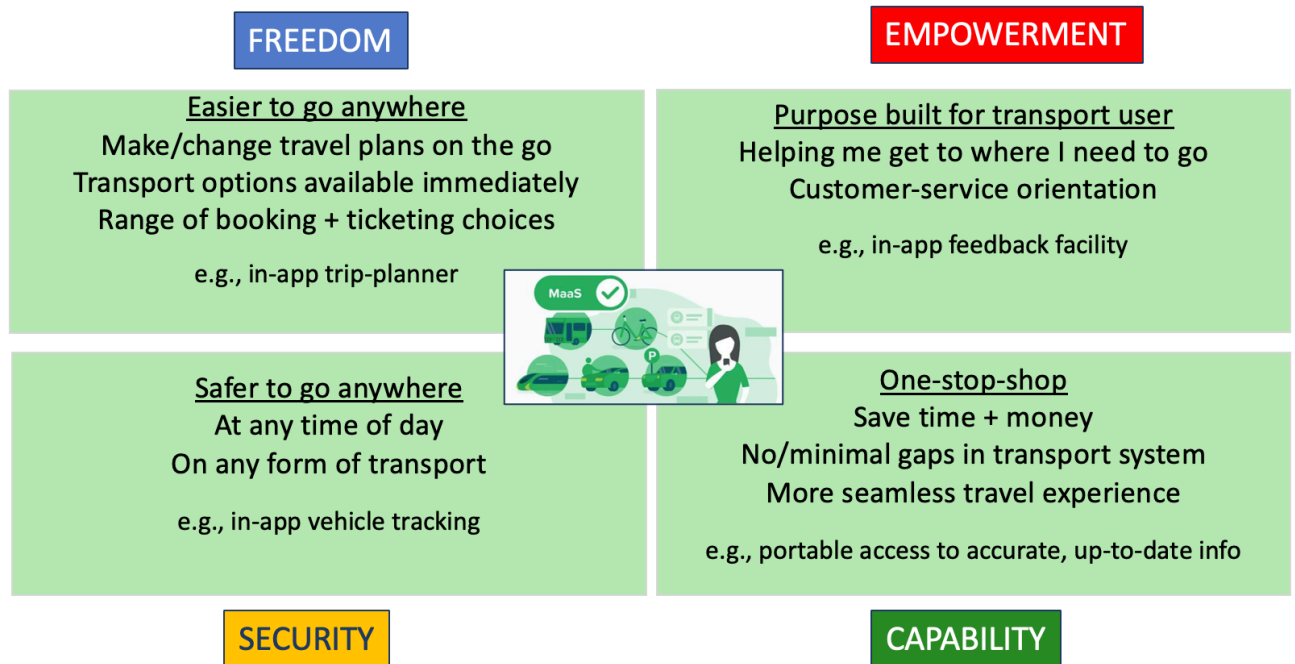 FREEDOM
EMPOWERMENT
Easier to go anywhere
Make/change travel plans on the go
Transport options available immediately
Range of booking + ticketing choices
e.g., in-app trip-planner
Purpose built for transport user
Helping me get to where I need to go
Customer-service orientation
e.g., in-app feedback facility
MaaS
P
Safer to go anywhere
At any time of day
On any form of transport
e.g., in-app vehicle tracking
One-stop-shop
Save time + money
No/minimal gaps in transport system
More seamless travel experience
e.g., portable access to accurate, up-to-date info
SECURITY
CAPABILITY